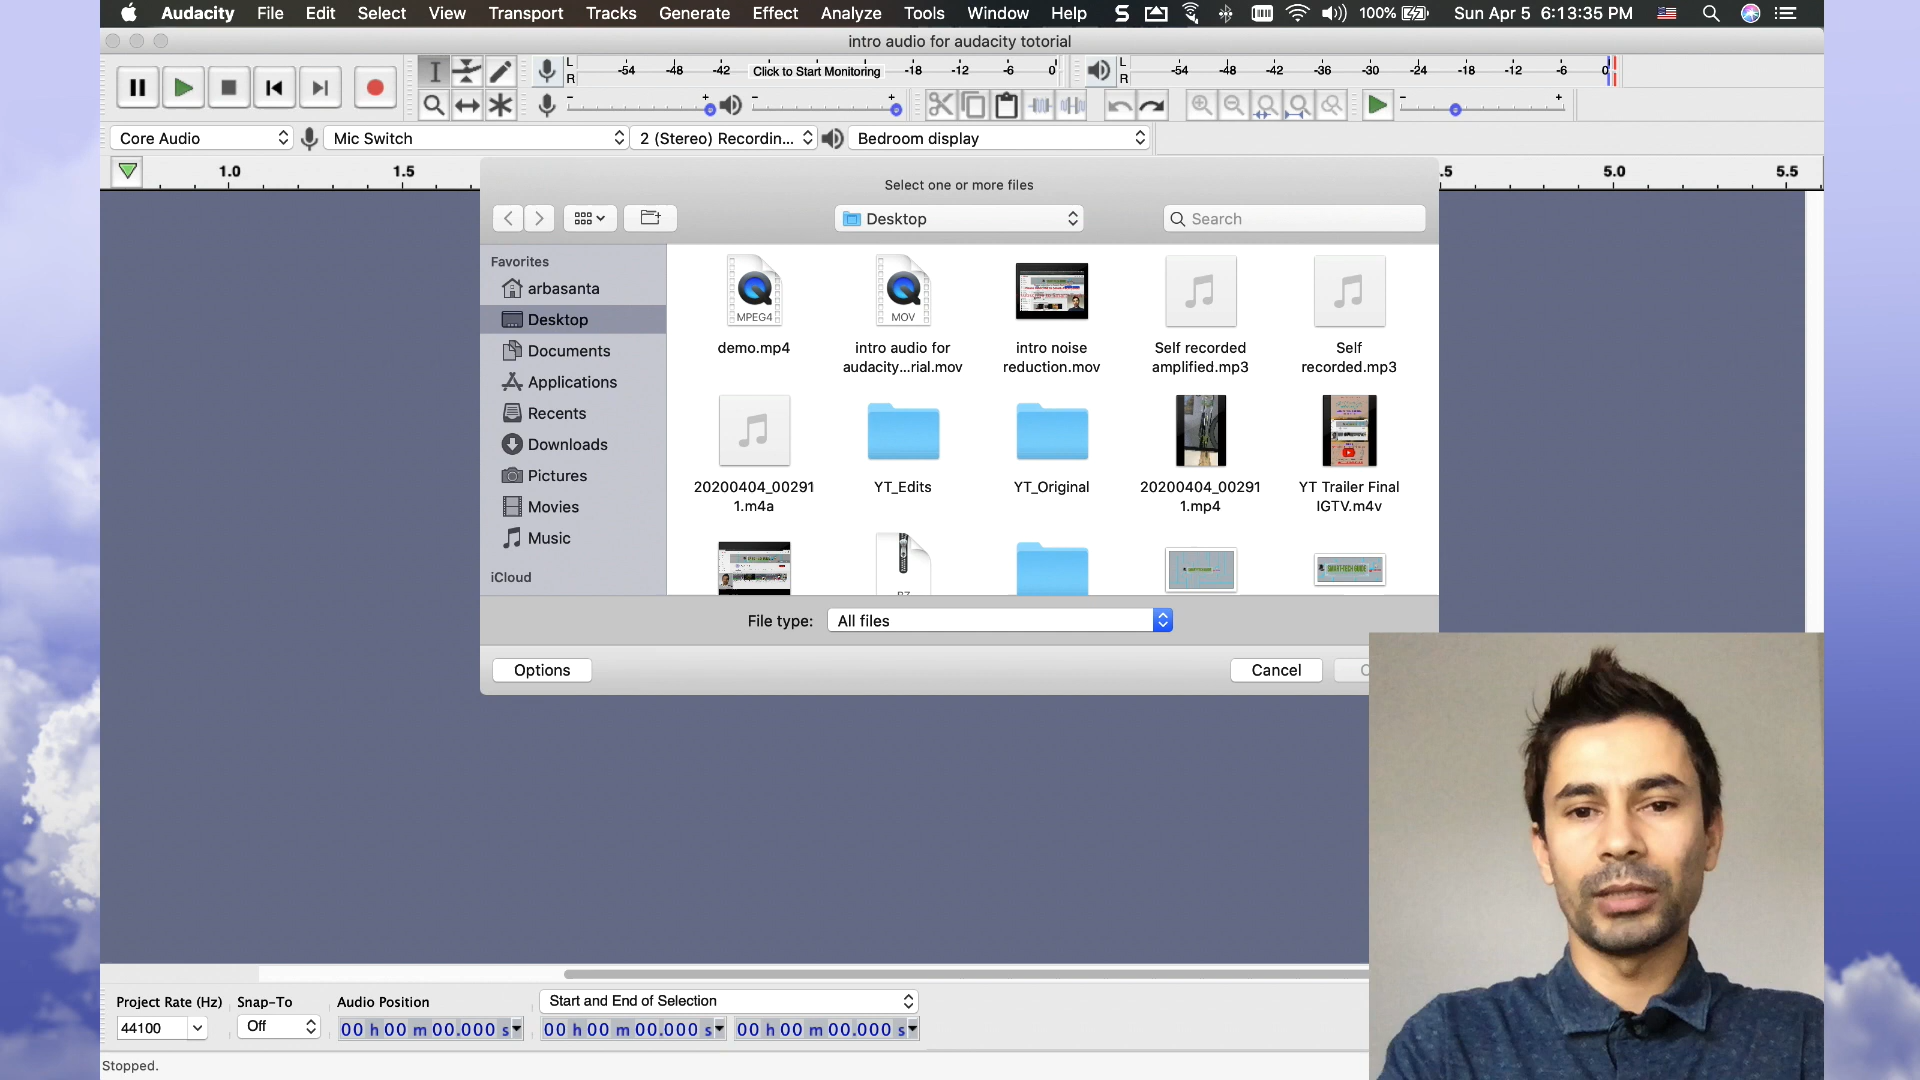 Audacity File Edit Select View Transport Tracks Generate Effect Analyze Tools Window Help S 100% Sun Apr 5 6:13:35 PM
intro audio for audacity totorial
L
R
-54 -48 -42 Click to Start Monitoring -18 -12 -6 0
L
R
-54 -48 -42 -36 -30 -24 -18 -12 -6 0
- + - + - +
Core Audio Mic Switch 2 (Stereo) Recordin... Bedroom display
1.0 1.5 .5 5.0 5.5
Select one or more files
Desktop Search
Favorites
arbasanta
Desktop
Documents
Applications
Recents
Downloads
Pictures
Movies
Music
iCloud
MPEG4
demo.mp4
MOV
intro audio for
audacity...rial.mov
intro noise
reduction.mov
Self recorded
amplified.mp3
Self
recorded.mp3
20200404_00291
1.m4a
YT_Edits
YT_Original
20200404_00291
1.mp4
YT Trailer Final
IGTV.m4v
SMART-TECH GUIDE
File type: All files
Options Cancel
Project Rate (Hz) Snap-To Audio Position Start and End of Selection
44100 Off 00 h 00 m 00.000 s 00 h 00 m 00.000 s 00 h 00 m 00.000 s
Stopped.